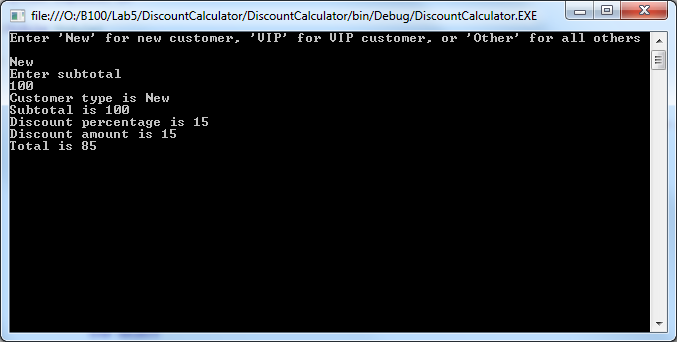 file:///O:/B100/Lab5/DiscountCalculator/DiscountCalculator/bin/Debug/DiscountCalculator.EXE
Enter 'New' for new customer, 'VIP' for VIP customer, or 'Other' for all others
New
Enter subtotal
100
Customer type is New
Subtotal is 100
Discount percentage is 15
Discount amount is 15
Total is 85